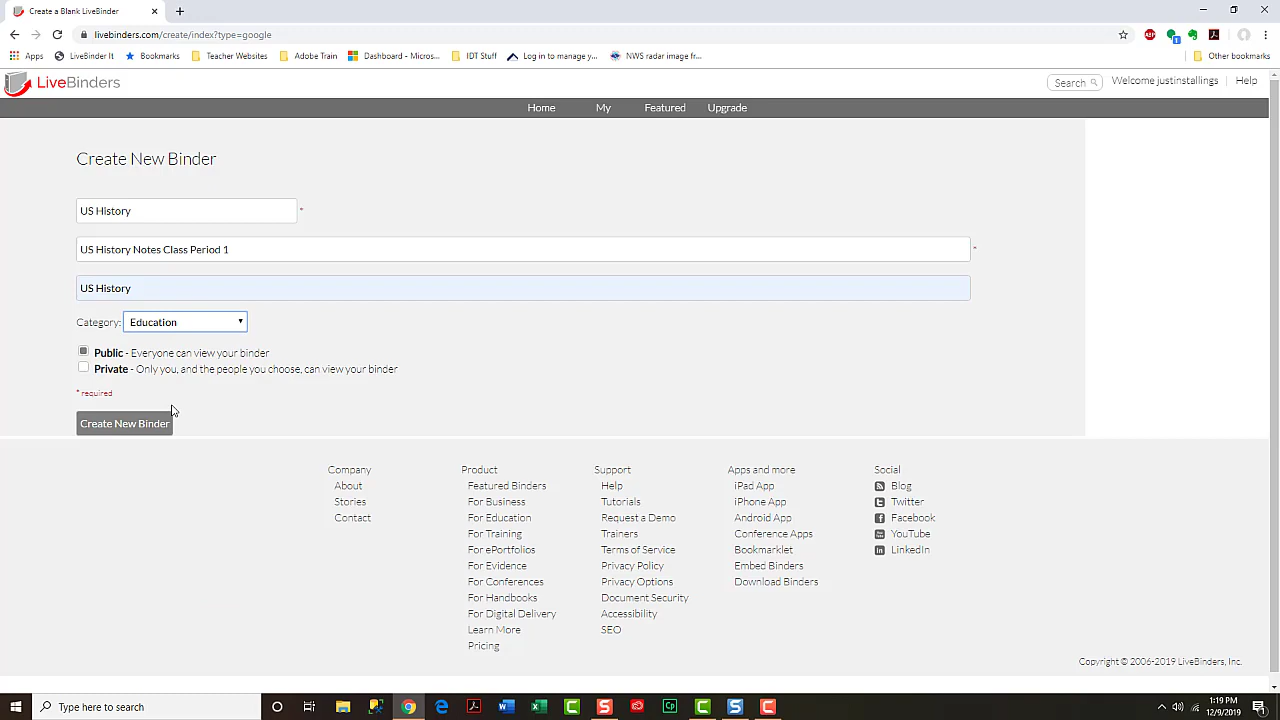 Create a Blank LiveBinder
livebinders.com/create/index?type=google
Apps LiveBinder It Bookmarks Teacher Websites Adobe Train Dashboard - Micros... IDT Stuff Log in to manage y... NWS radar image fr... Other bookmarks
LiveBinders Search Welcome justinstallings Help
Home My Featured Upgrade
Create New Binder
US History *
US History Notes Class Period 1 *
US History
Category: Education
Public - Everyone can view your binder
Private - Only you, and the people you choose, can view your binder
* required
Create New Binder
Company Product Support Apps and more Social
About Featured Binders Help iPad App Blog
Stories For Business Tutorials iPhone App Twitter
Contact For Education Request a Demo Android App Facebook
For Training Trainers Conference Apps YouTube
For ePortfolios Terms of Service Bookmarklet LinkedIn
For Evidence Privacy Policy Embed Binders
For Conferences Privacy Options Download Binders
For Handbooks Document Security
For Digital Delivery Accessibility
Learn More SEO
Pricing
Copyright © 2006-2019 LiveBinders, Inc.
Type here to search
1:19 PM
12/9/2019